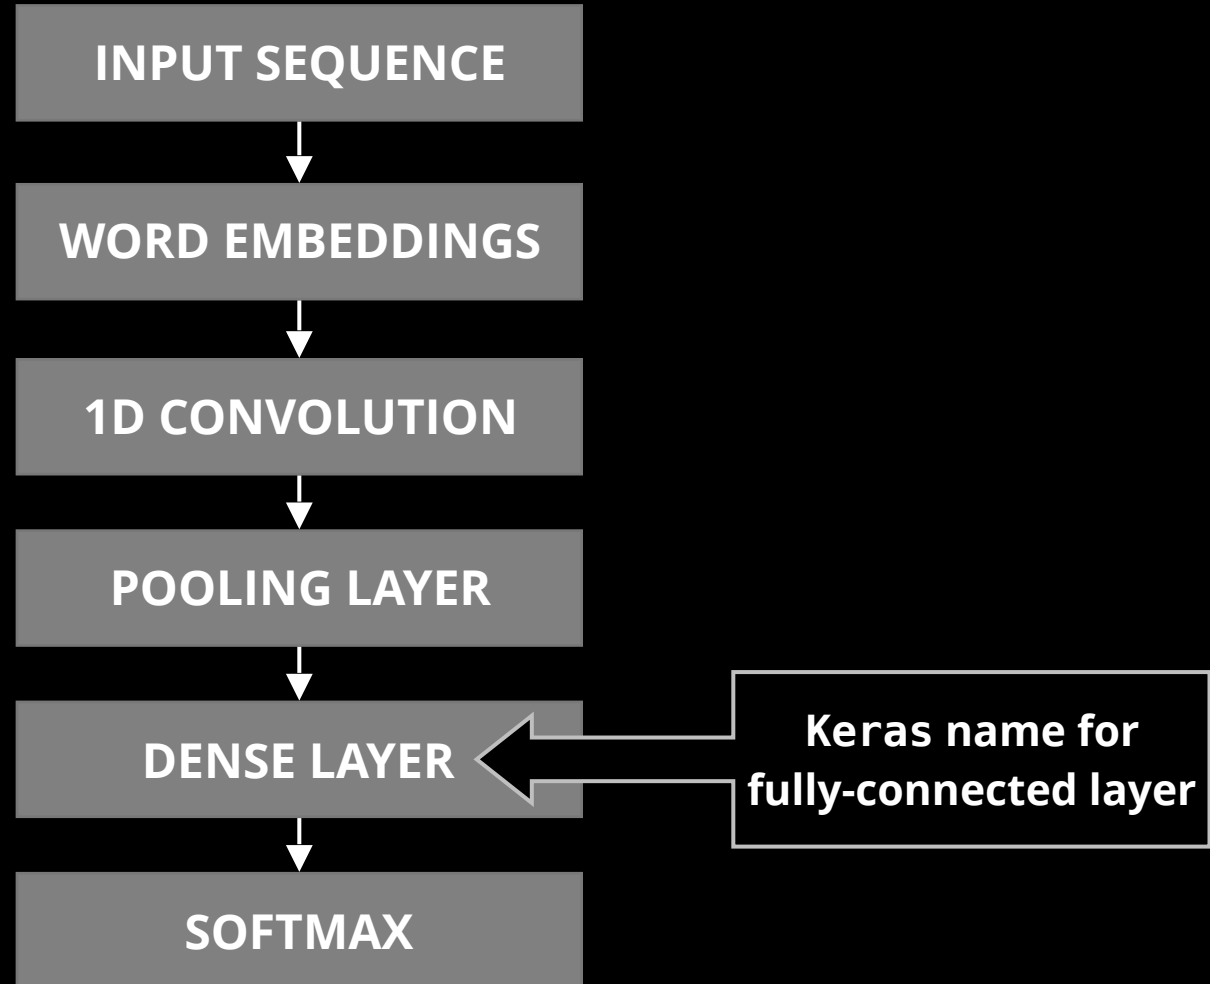 INPUT SEQUENCE
WORD EMBEDDINGS
1D CONVOLUTION
POOLING LAYER
DENSE LAYER
Keras name for
fully-connected layer
SOFTMAX